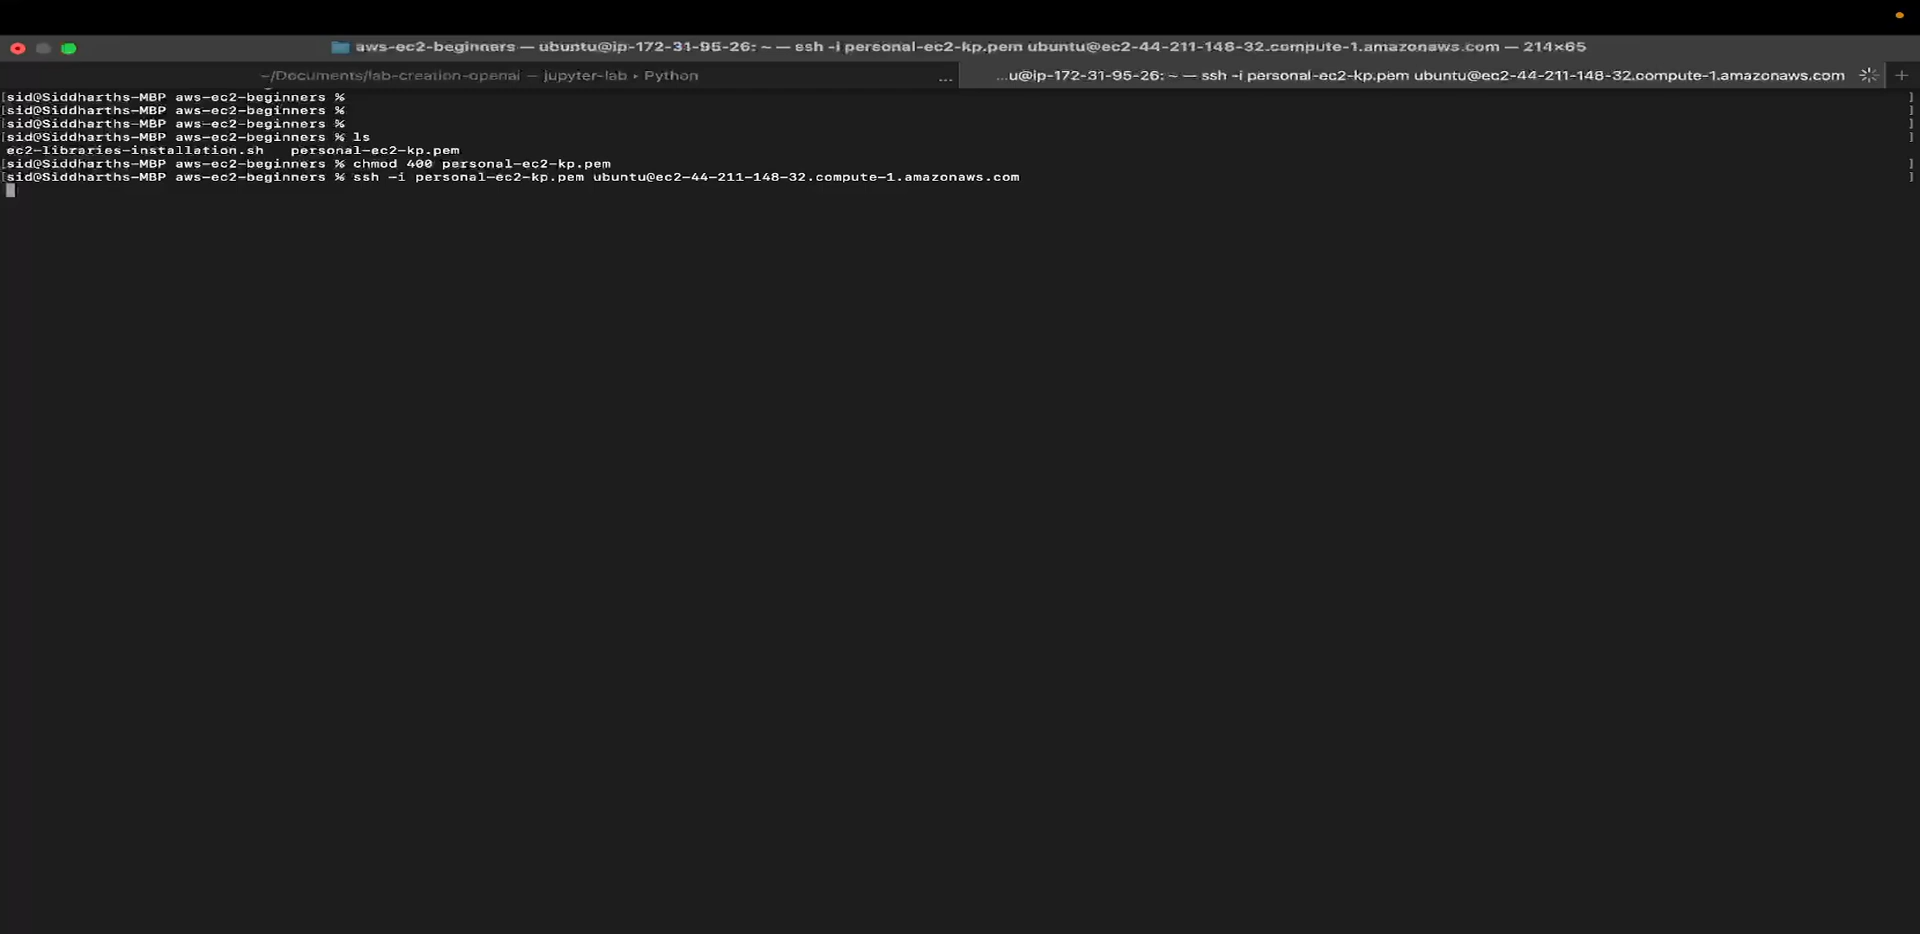 aws-ec2-beginners — ubuntu@ip-172-31-95-26: ~ — ssh -i personal-ec2-kp.pem ubuntu@ec2-44-211-148-32.compute-1.amazonaws.com — 214×65
~/Documents/lab-creation-openai — jupyter-lab ▸ Python ... ...u@ip-172-31-95-26: ~ — ssh -i personal-ec2-kp.pem ubuntu@ec2-44-211-148-32.compute-1.amazonaws.com +
[sid@Siddharths-MBP aws-ec2-beginners % ]
[sid@Siddharths-MBP aws-ec2-beginners % ]
[sid@Siddharths-MBP aws-ec2-beginners % ]
[sid@Siddharths-MBP aws-ec2-beginners % ls ]
ec2-libraries-installation.sh personal-ec2-kp.pem
[sid@Siddharths-MBP aws-ec2-beginners % chmod 400 personal-ec2-kp.pem ]
[sid@Siddharths-MBP aws-ec2-beginners % ssh -i personal-ec2-kp.pem ubuntu@ec2-44-211-148-32.compute-1.amazonaws.com ]